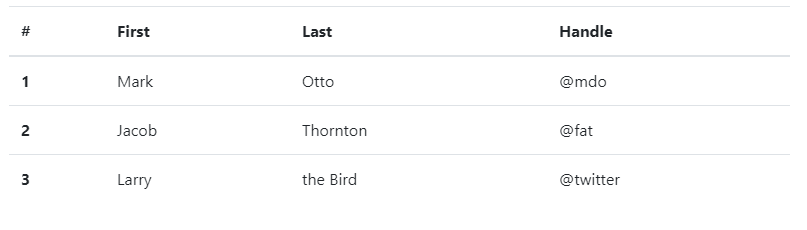 # First Last Handle
1 Mark Otto @mdo
2 Jacob Thornton @fat
3 Larry the Bird @twitter